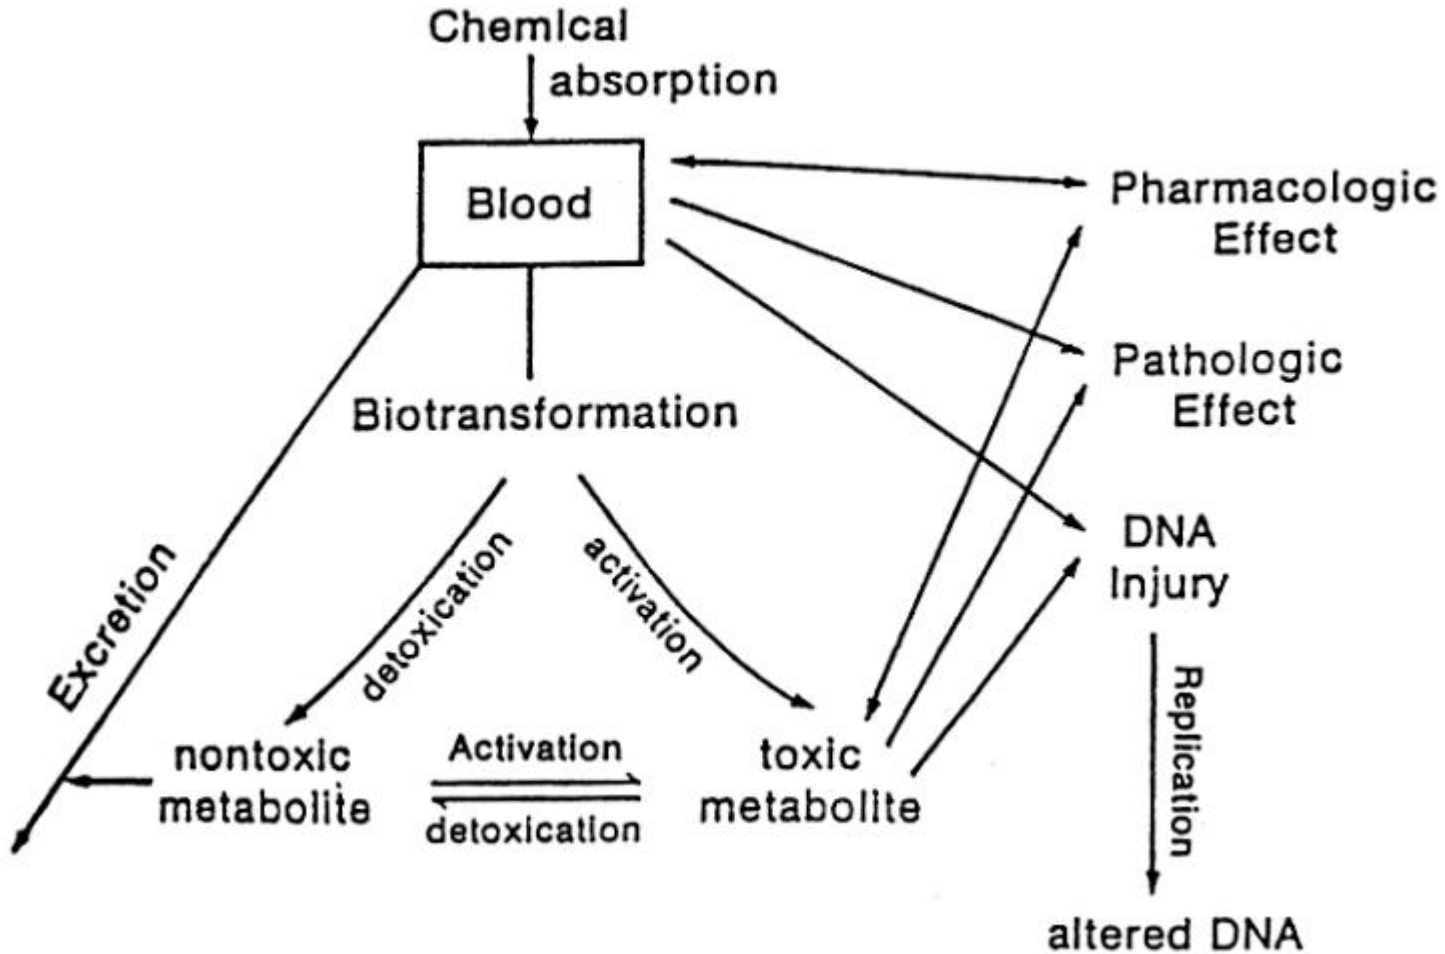 Chemical
absorption
Blood
Pharmacologic
Effect
Pathologic
Effect
Biotransformation
DNA
Injury
detoxication
activation
Excretion
Replication
nontoxic
metabolite
Activation
detoxication
toxic
metabolite
altered DNA